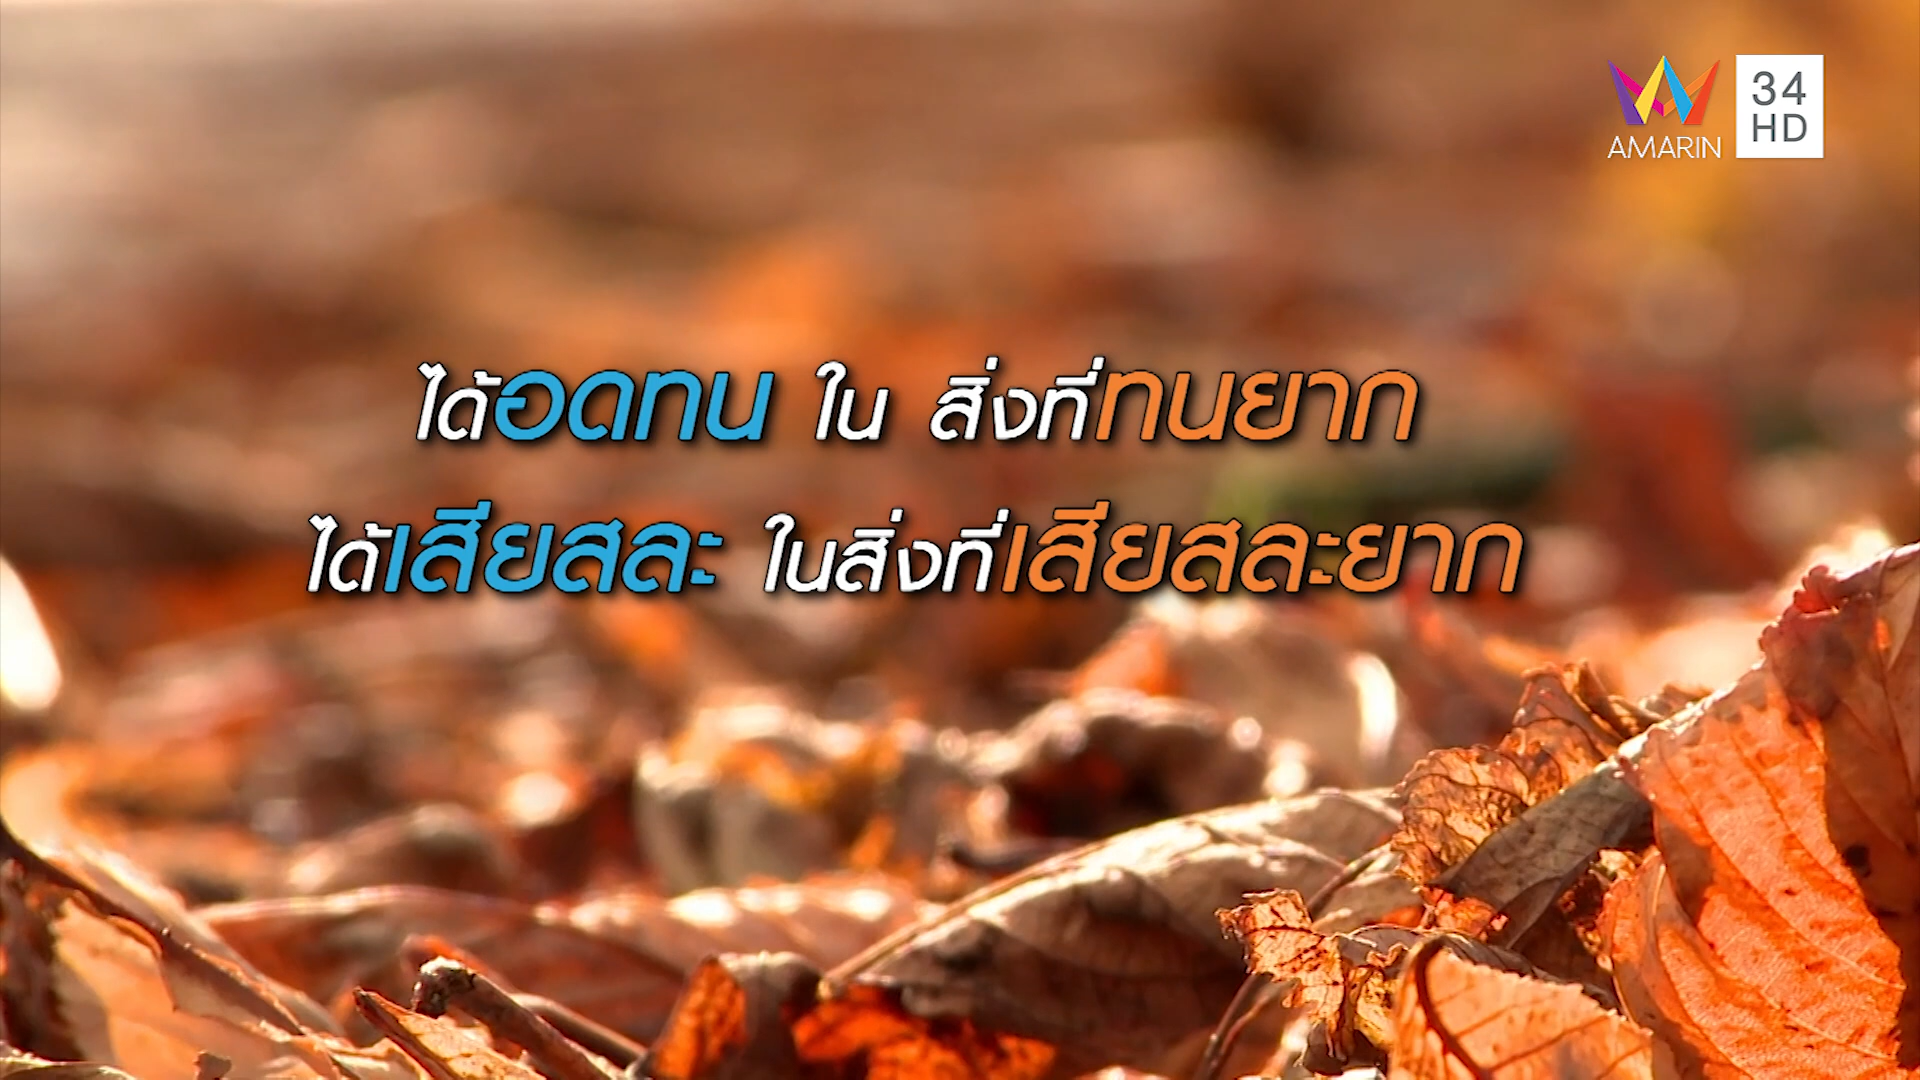 AMARIN
34
HD
ได้อดทน ใน สิ่งที่ทนยาก
ได้เสียสละ ในสิ่งที่เสียสละยาก